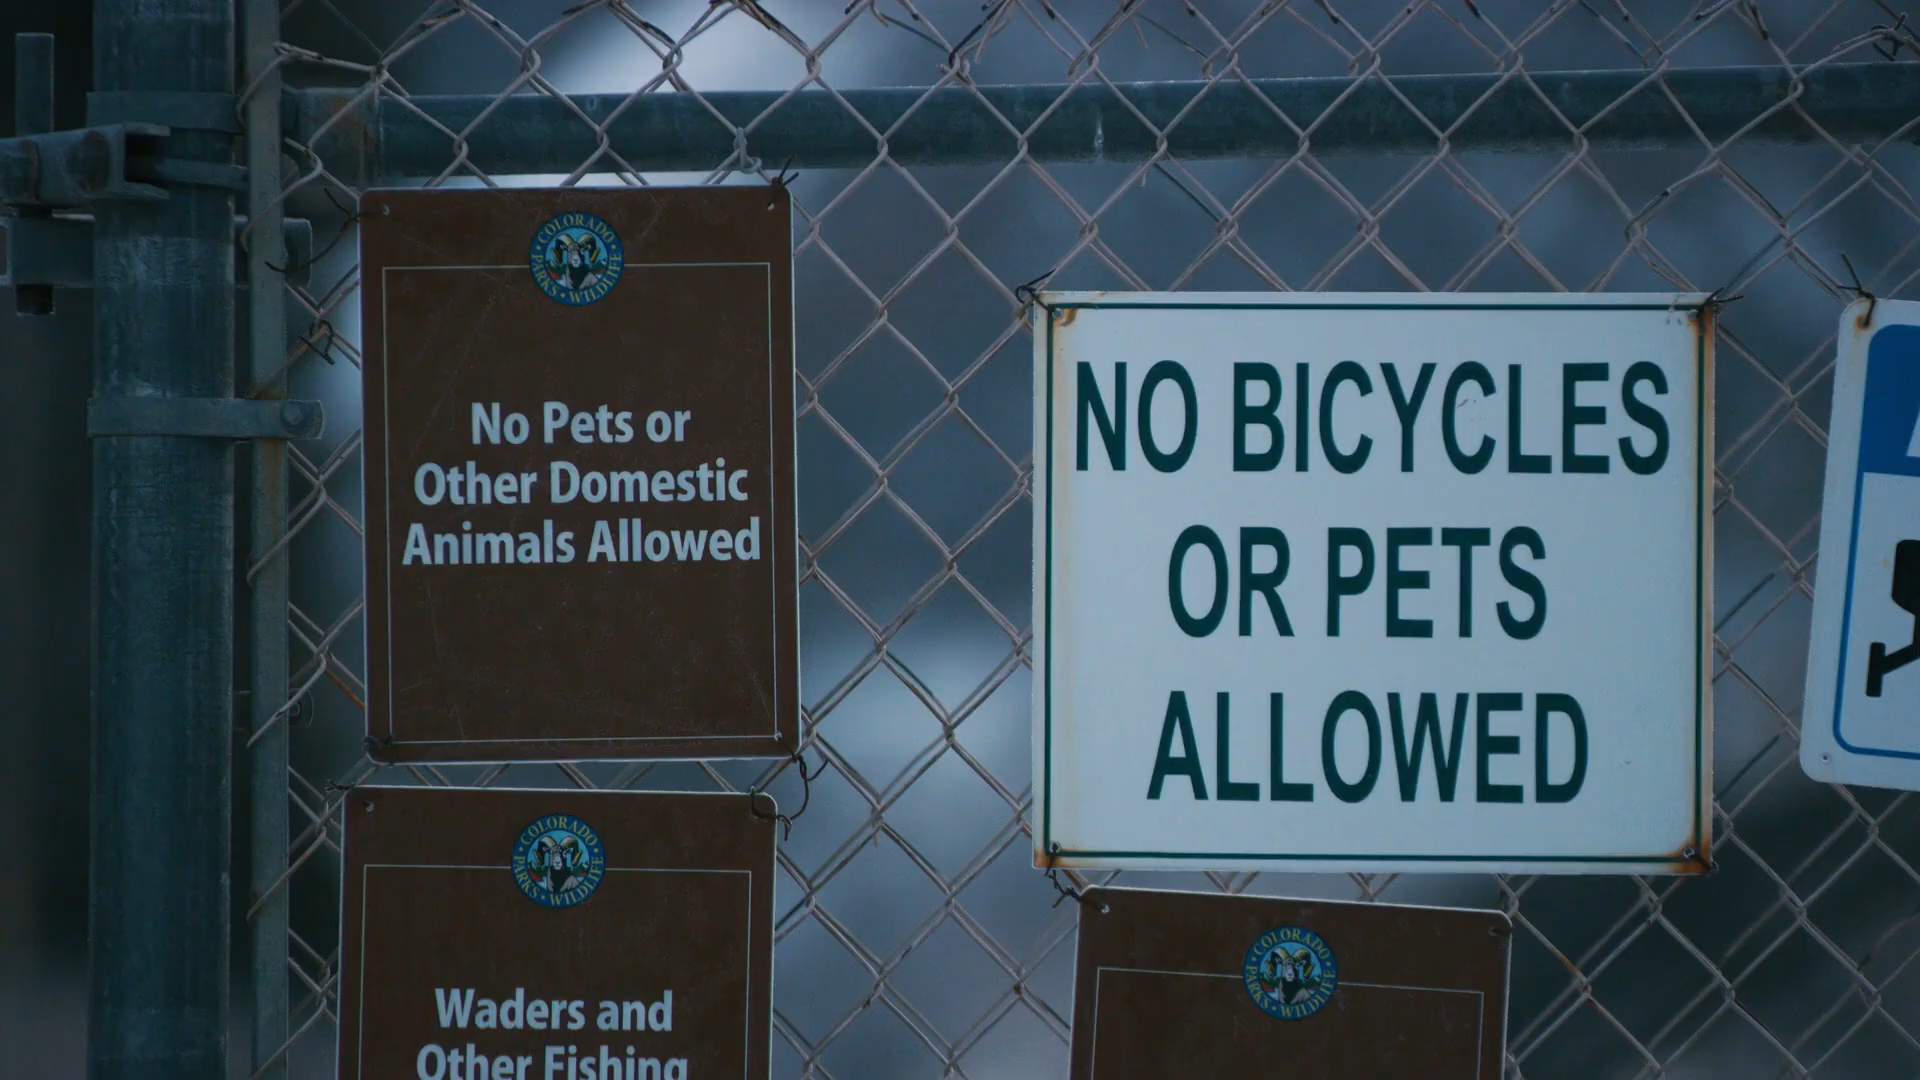 COLORADO
PARKS • WILDLIFE
No Pets or
Other Domestic
Animals Allowed
NO BICYCLES
OR PETS
ALLOWED
COLORADO
PARKS • WILDLIFE
Waders and
Other Fishing
COLORADO
PARKS • WILDLIFE